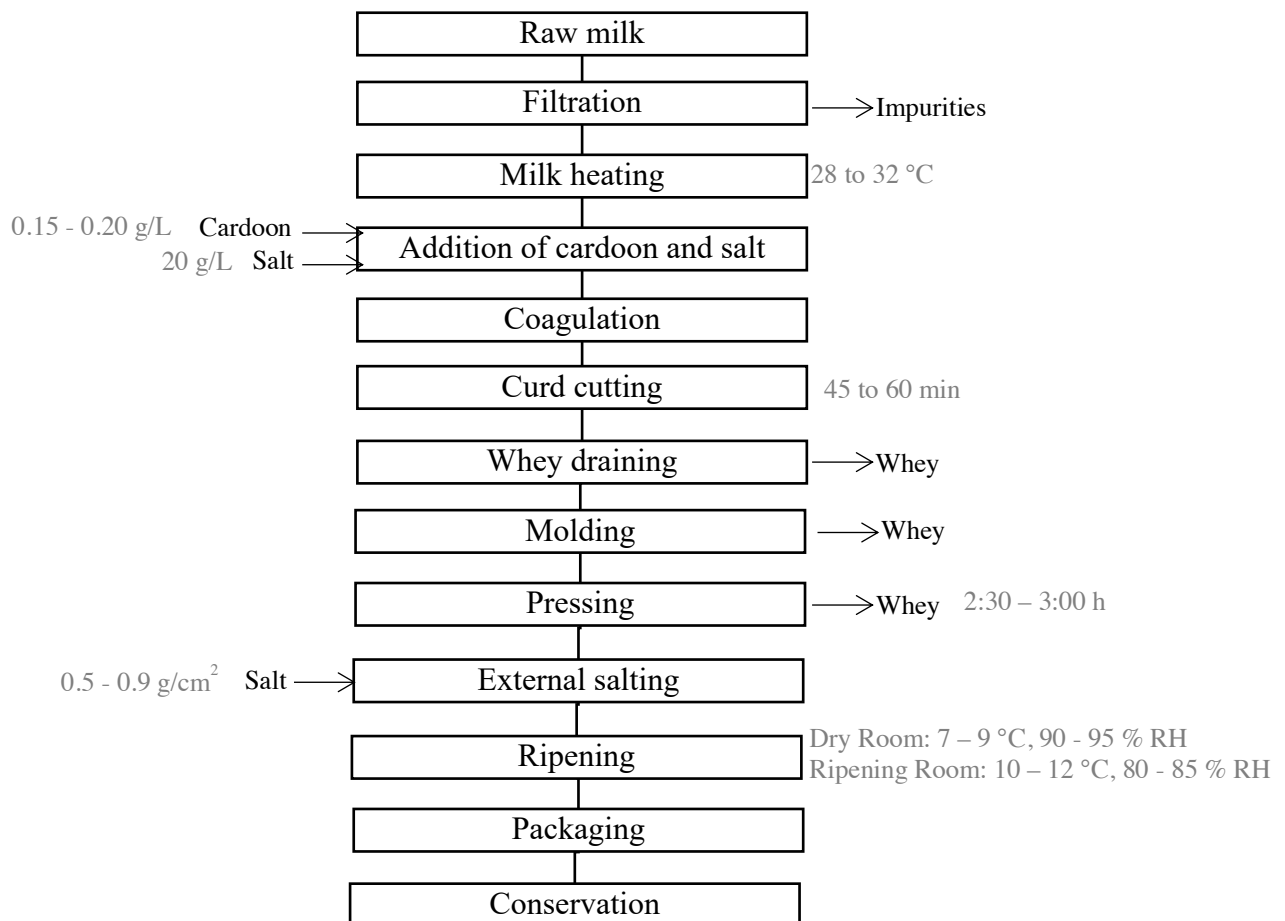 Raw milk
Filtration
Impurities
Milk heating
28 to 32 °C
0.15 - 0.20 g/L Cardoon
20 g/L Salt
Addition of cardoon and salt
Coagulation
Curd cutting
45 to 60 min
Whey draining
Whey
Molding
Whey
Pressing
Whey 2:30 – 3:00 h
0.5 - 0.9 g/cm² Salt
External salting
Ripening
Dry Room: 7 – 9 °C, 90 - 95 % RH
Ripening Room: 10 – 12 °C, 80 - 85 % RH
Packaging
Conservation